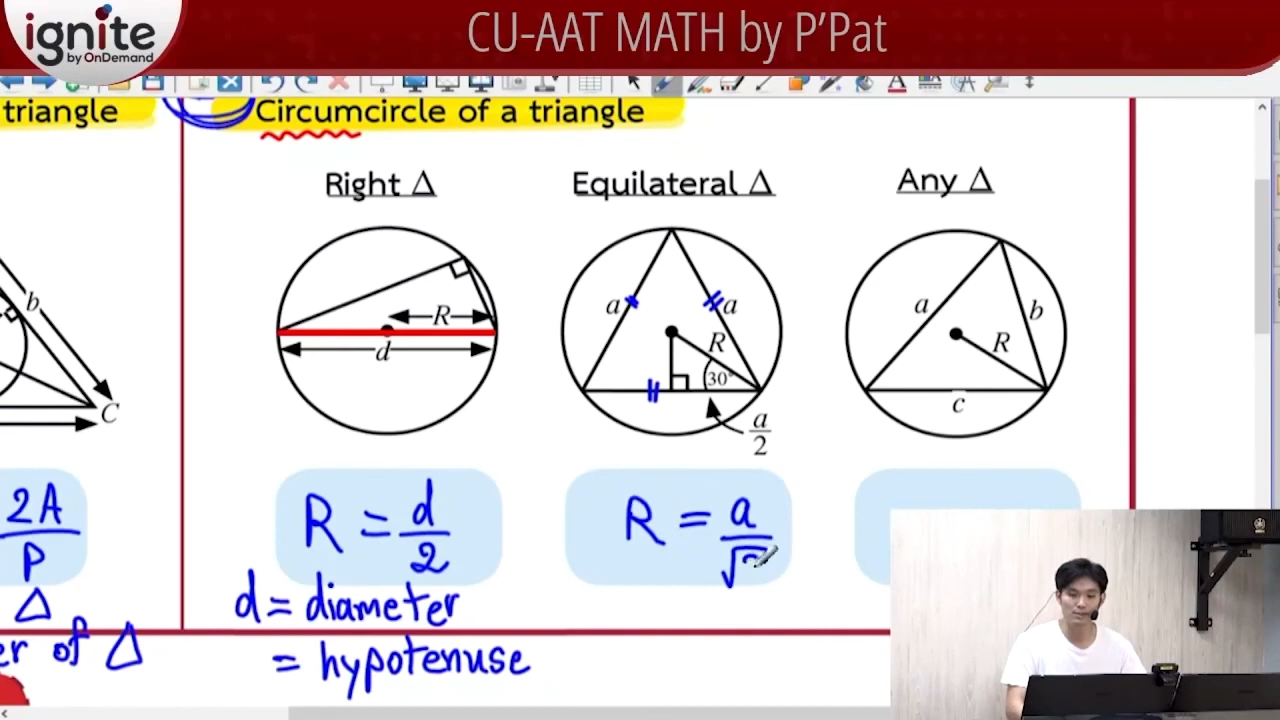 ignite
by OnDemand
CU-AAT MATH by P'Pat
triangle
Circumcircle of a triangle
Right Δ
Equilateral Δ
Any Δ
b
C
R
d
a
a
R
30°
a
2
a
b
R
c
2A
P
Δ
er of Δ
R = d
2
d = diameter
= hypotenuse
R = a
√